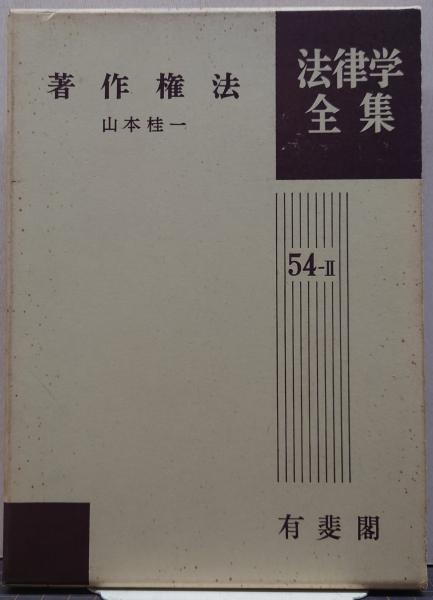 著作権法
山本桂一
法律学
全集
54-II
有斐閣